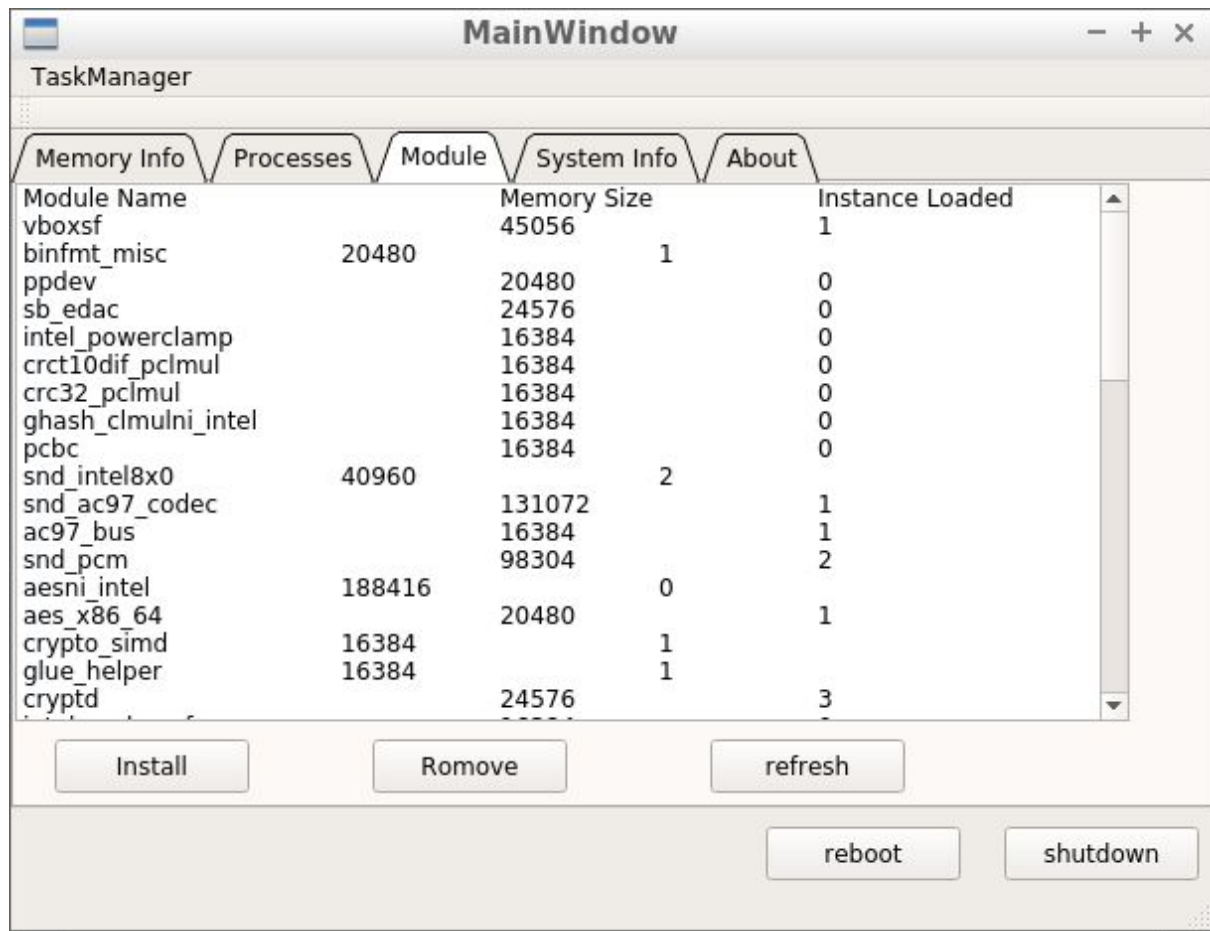 MainWindow
TaskManager
Memory Info Processes Module System Info About
Module Name Memory Size Instance Loaded
vboxsf 45056 1
binfmt_misc 20480 1
ppdev 20480 0
sb_edac 24576 0
intel_powerclamp 16384 0
crct10dif_pclmul 16384 0
crc32_pclmul 16384 0
ghash_clmulni_intel 16384 0
pcbc 16384 0
snd_intel8x0 40960 2
snd_ac97_codec 131072 1
ac97_bus 16384 1
snd_pcm 98304 2
aesni_intel 188416 0
aes_x86_64 20480 1
crypto_simd 16384 1
glue_helper 16384 1
cryptd 24576 3
Install Romove refresh
reboot shutdown